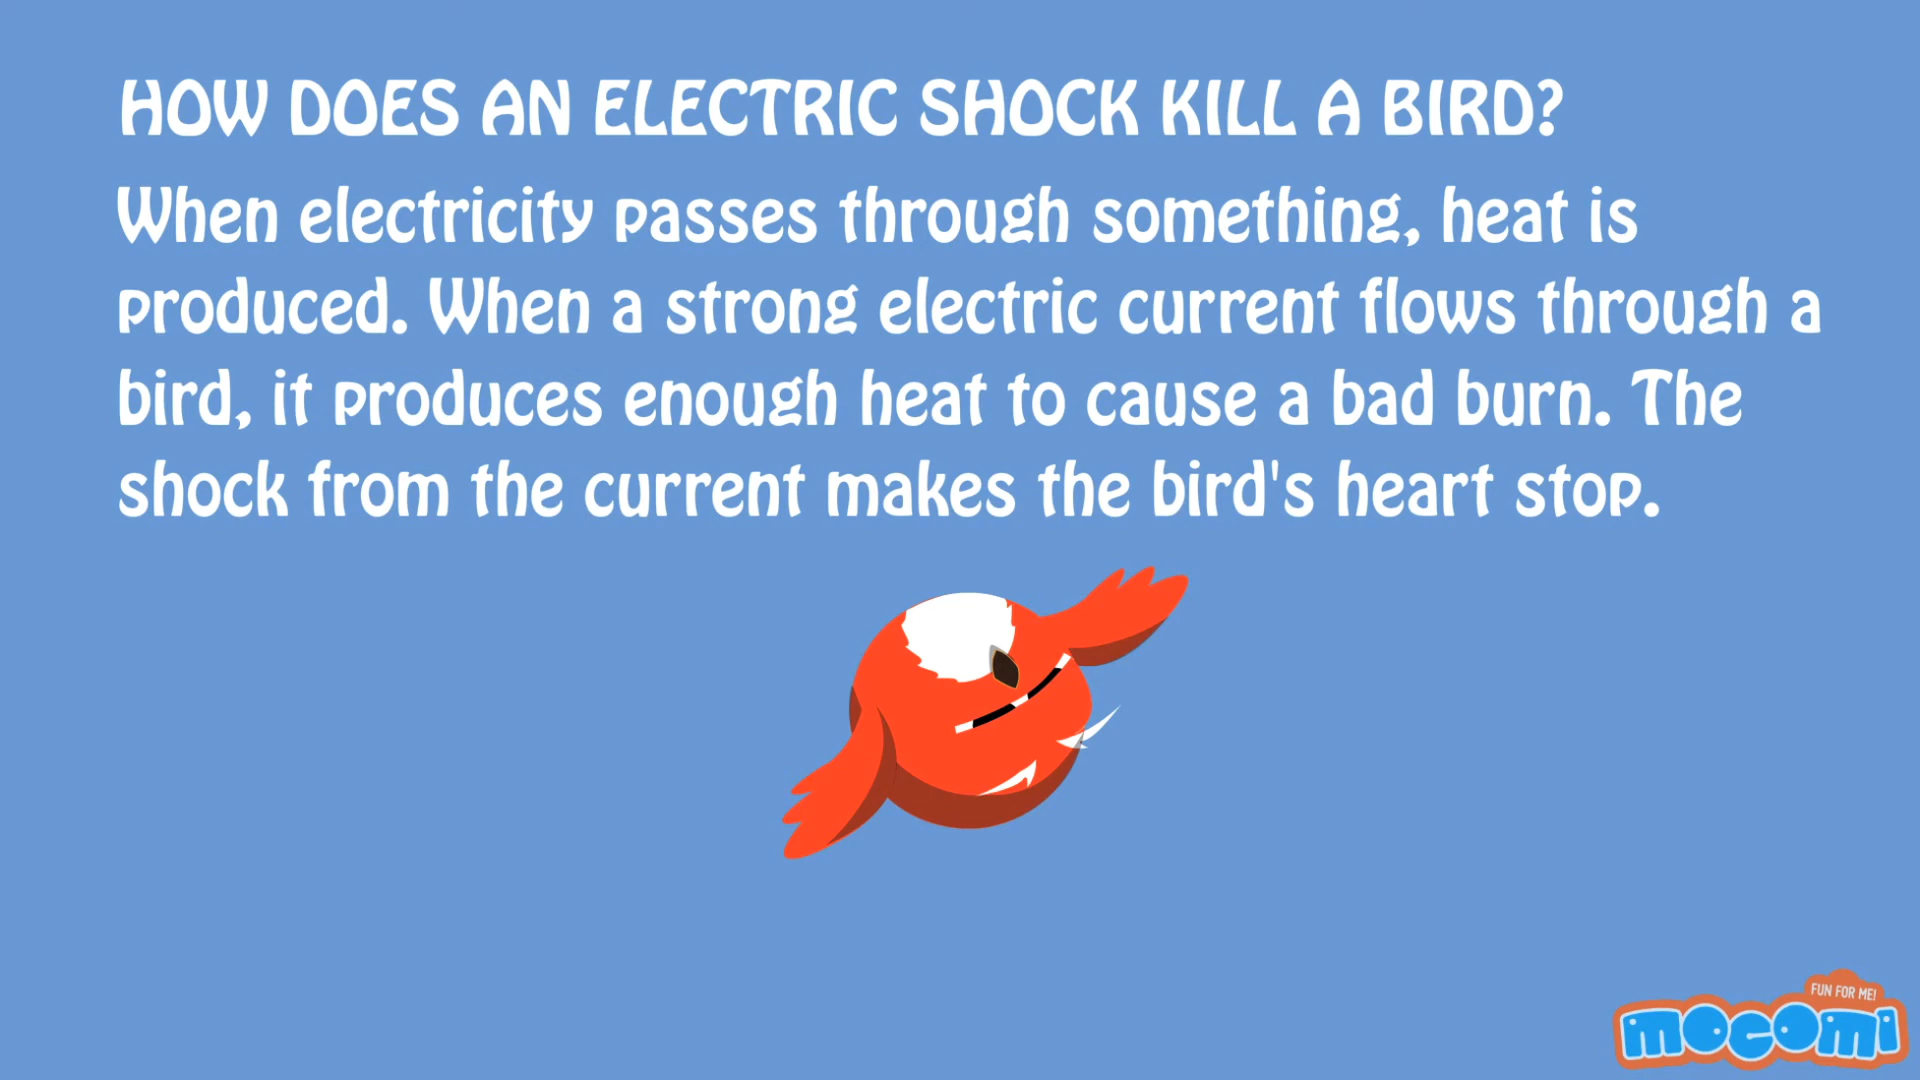 HOW DOES AN ELECTRIC SHOCK KILL A BIRD?
When electricity passes through something, heat is
produced. When a strong electric current flows through a
bird, it produces enough heat to cause a bad burn. The
shock from the current makes the bird's heart stop.
FUN FOR ME!
mocomi